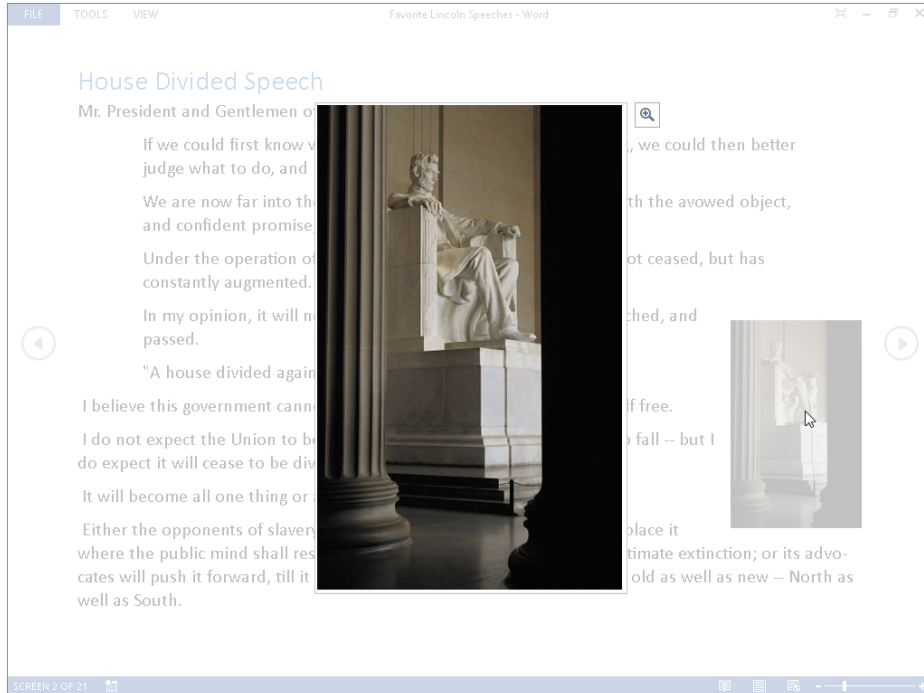 FILE TOOLS VIEW Favorite Lincoln Speeches - Word
House Divided Speech
Mr. President and Gentlemen o
If we could first know , we could then better
judge what to do, and
We are now far into the th the avowed object,
and confident promise,
Under the operation of ot ceased, but has
constantly augmented.
In my opinion, it will n ched, and
passed.
"A house divided again
I believe this government cann lf free.
I do not expect the Union to b fall -- but I
do expect it will cease to be div
It will become all one thing or
Either the opponents of slavery place it
where the public mind shall res timate extinction; or its advo-
cates will push it forward, till it old as well as new -- North as
well as South.
SCREEN 2 OF 21